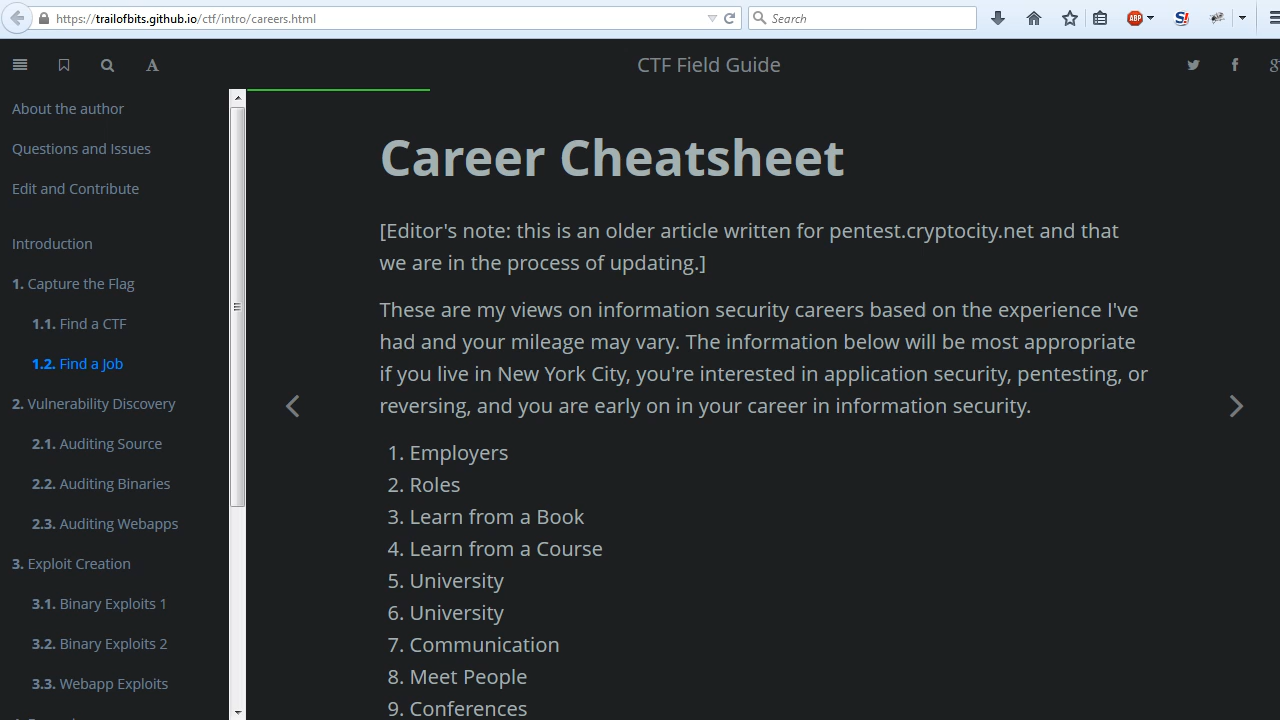 https://trailofbits.github.io/ctf/intro/careers.html
Search
ABP
S!
A
CTF Field Guide
f
About the author
Questions and Issues
Edit and Contribute
Introduction
1. Capture the Flag
1.1. Find a CTF
1.2. Find a Job
2. Vulnerability Discovery
2.1. Auditing Source
2.2. Auditing Binaries
2.3. Auditing Webapps
3. Exploit Creation
3.1. Binary Exploits 1
3.2. Binary Exploits 2
3.3. Webapp Exploits
Career Cheatsheet
[Editor's note: this is an older article written for pentest.cryptocity.net and that
we are in the process of updating.]
These are my views on information security careers based on the experience I've
had and your mileage may vary. The information below will be most appropriate
if you live in New York City, you're interested in application security, pentesting, or
reversing, and you are early on in your career in information security.
1. Employers
2. Roles
3. Learn from a Book
4. Learn from a Course
5. University
6. University
7. Communication
8. Meet People
9. Conferences